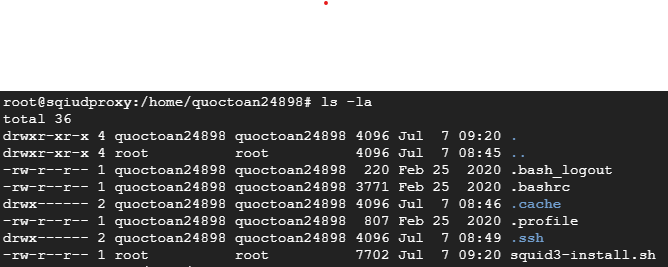 root@sqiudproxy:/home/quoctoan24898# ls -la
total 36
drwxr-xr-x 4 quoctoan24898 quoctoan24898 4096 Jul  7 09:20 .
drwxr-xr-x 4 root          root          4096 Jul  7 08:45 ..
-rw-r--r-- 1 quoctoan24898 quoctoan24898  220 Feb 25  2020 .bash_logout
-rw-r--r-- 1 quoctoan24898 quoctoan24898 3771 Feb 25  2020 .bashrc
drwx------ 2 quoctoan24898 quoctoan24898 4096 Jul  7 08:46 .cache
-rw-r--r-- 1 quoctoan24898 quoctoan24898  807 Feb 25  2020 .profile
drwx------ 2 quoctoan24898 quoctoan24898 4096 Jul  7 08:49 .ssh
-rw-r--r-- 1 root          root          7702 Jul  7 09:20 squid3-install.sh